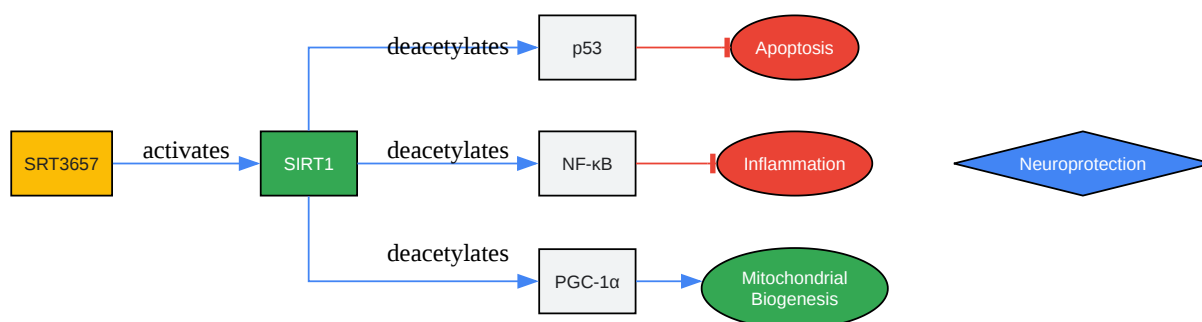 deacetylates
p53
Apoptosis
SRT3657
activates
SIRT1
deacetylates
NF-κB
Inflammation
Neuroprotection
deacetylates
PGC-1α
Mitochondrial
Biogenesis